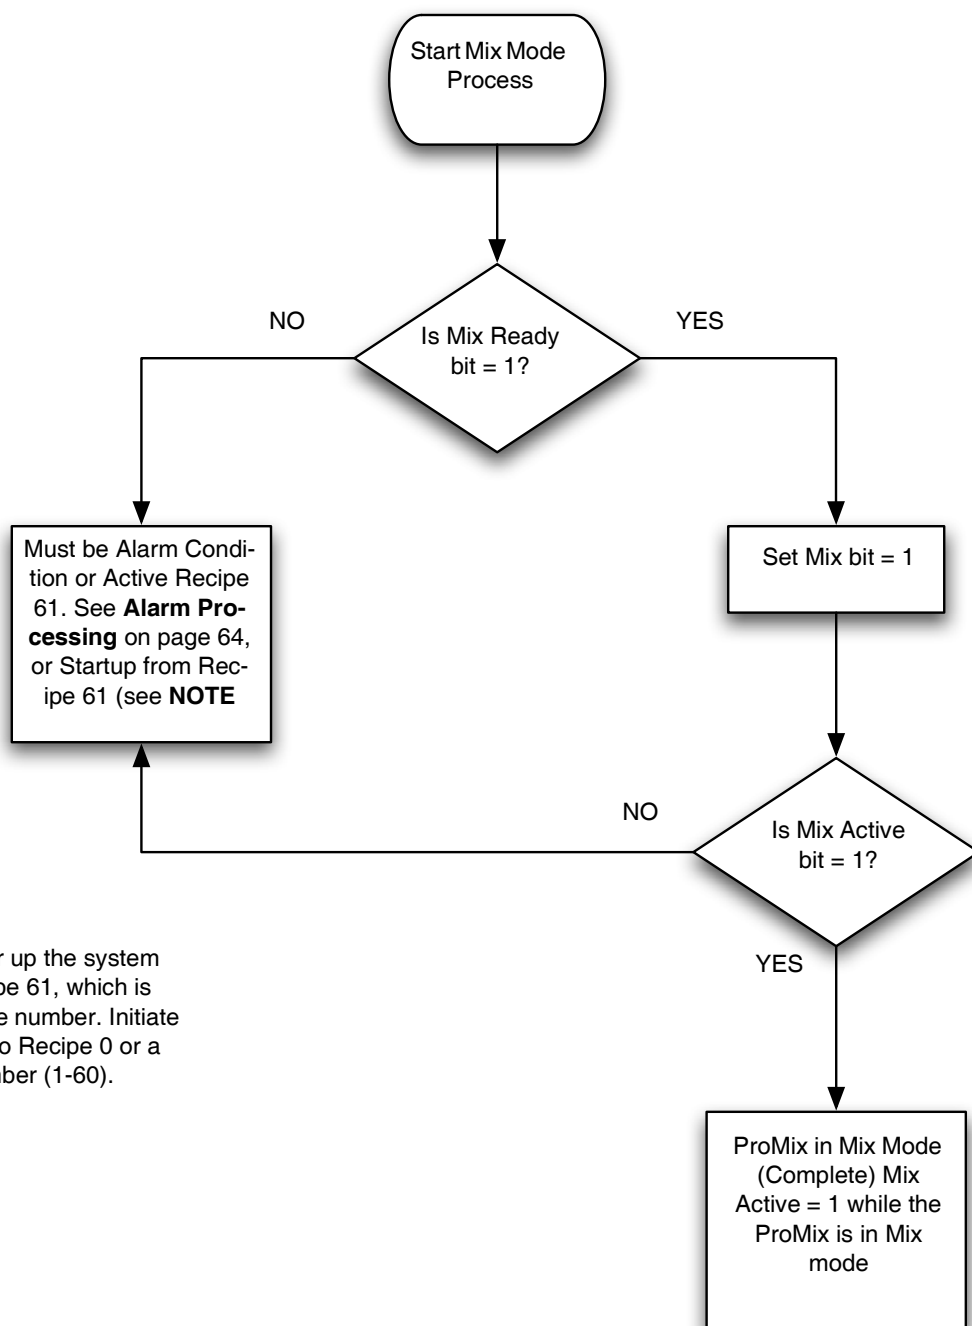 Start Mix Mode
Process
Is Mix Ready
bit = 1?
NO
YES
Must be Alarm Condi-
tion or Active Recipe
61. See Alarm Pro-
cessing on page 64,
or Startup from Rec-
ipe 61 (see NOTE
Set Mix bit = 1
NO
Is Mix Active
bit = 1?
YES
up the system
61, which is
number. Initiate
Recipe 0 or a
(1-60).
ProMix in Mix Mode
(Complete) Mix
Active = 1 while the
ProMix is in Mix
mode